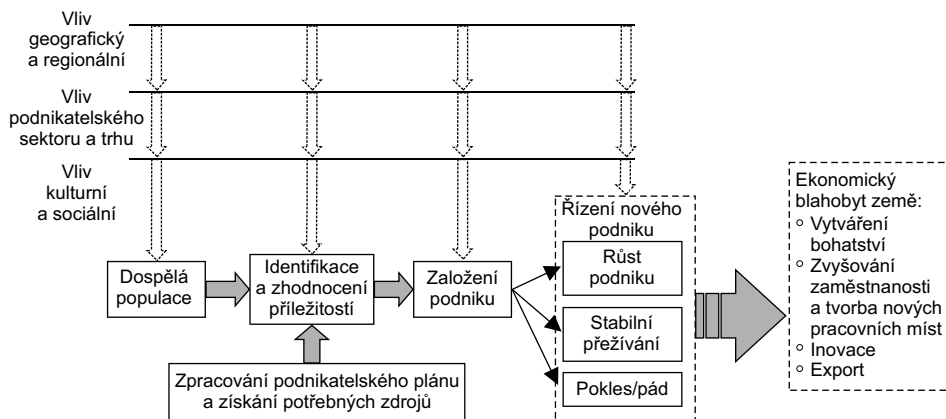 Vliv
geografický
a regionální
Vliv
podnikatelského
sektoru a trhu
Vliv
kulturní
a sociální
Dospělá
populace
Identifikace
a zhodnocení
příležitostí
Založení
podniku
Zpracování podnikatelského plánu
a získání potřebných zdrojů
Řízení nového
podniku
Růst
podniku
Stabilní
přežívání
Pokles/pád
Ekonomický
blahobyt země:
Vytváření
bohatství
Zvyšování
zaměstnanosti
a tvorba nových
pracovních míst
Inovace
Export